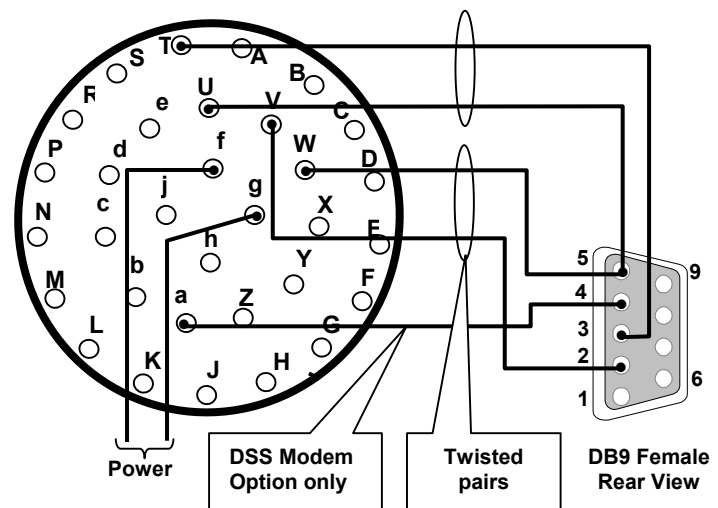 T
A
S
B
R
U
V
C
e
P
d
f
W
D
N
c
j
g
X
E
h
M
b
a
Y
F
Z
L
G
K
J
H
5
9
4
3
2
1
6
Power
DSS Modem
Option only
Twisted
pairs
DB9 Female
Rear View